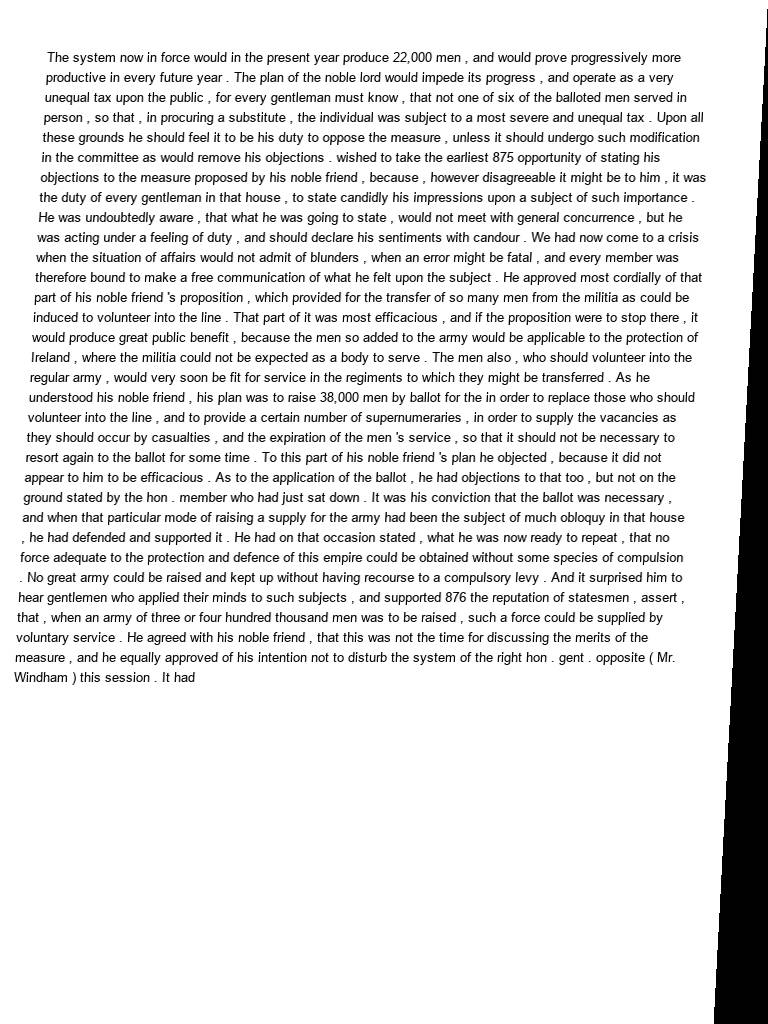 The system now in force would in the present year produce 22,000 men , and would prove progressively more
productive in every future year . The plan of the noble lord would impede its progress , and operate as a very
unequal tax upon the public , for every gentleman must know , that not one of six of the balloted men served in
person , so that , in procuring a substitute , the individual was subject to a most severe and unequal tax . Upon all
these grounds he should feel it to be his duty to oppose the measure , unless it should undergo such modification
in the committee as would remove his objections . wished to take the earliest 875 opportunity of stating his
objections to the measure proposed by his noble friend , because , however disagreeable it might be to him , it was
the duty of every gentleman in that house , to state candidly his impressions upon a subject of such importance .
He was undoubtedly aware , that what he was going to state , would not meet with general concurrence , but he
was acting under a feeling of duty , and should declare his sentiments with candour . We had now come to a crisis
when the situation of affairs would not admit of blunders , when an error might be fatal , and every member was
therefore bound to make a free communication of what he felt upon the subject . He approved most cordially of that
part of his noble friend 's proposition , which provided for the transfer of so many men from the militia as could be
induced to volunteer into the line . That part of it was most efficacious , and if the proposition were to stop there , it
would produce great public benefit , because the men so added to the army would be applicable to the protection of
Ireland , where the militia could not be expected as a body to serve . The men also , who should volunteer into the
regular army , would very soon be fit for service in the regiments to which they might be transferred . As he
understood his noble friend , his plan was to raise 38,000 men by ballot for the in order to replace those who should
volunteer into the line , and to provide a certain number of supernumeraries , in order to supply the vacancies as
they should occur by casualties , and the expiration of the men 's service , so that it should not be necessary to
resort again to the ballot for some time . To this part of his noble friend 's plan he objected , because it did not
appear to him to be efficacious . As to the application of the ballot , he had objections to that too , but not on the
ground stated by the hon . member who had just sat down . It was his conviction that the ballot was necessary ,
and when that particular mode of raising a supply for the army had been the subject of much obloquy in that house
, he had defended and supported it . He had on that occasion stated , what he was now ready to repeat , that no
force adequate to the protection and defence of this empire could be obtained without some species of compulsion
. No great army could be raised and kept up without having recourse to a compulsory levy . And it surprised him to
hear gentlemen who applied their minds to such subjects , and supported 876 the reputation of statesmen , assert ,
that , when an army of three or four hundred thousand men was to be raised , such a force could be supplied by
voluntary service . He agreed with his noble friend , that this was not the time for discussing the merits of the
measure , and he equally approved of his intention not to disturb the system of the right hon . gent . opposite ( Mr.
Windham ) this session . It had